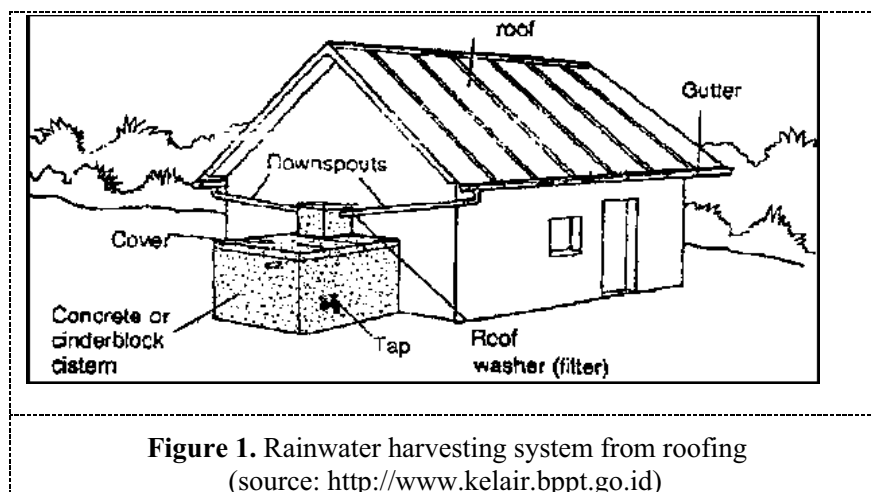 roof
Gutter
Downspouts
Cover
Concrete or
cinderblock
cistern
Tap
Roof
washer (filter)
Figure 1. Rainwater harvesting system from roofing
(source: http://www.kelair.bppt.go.id)